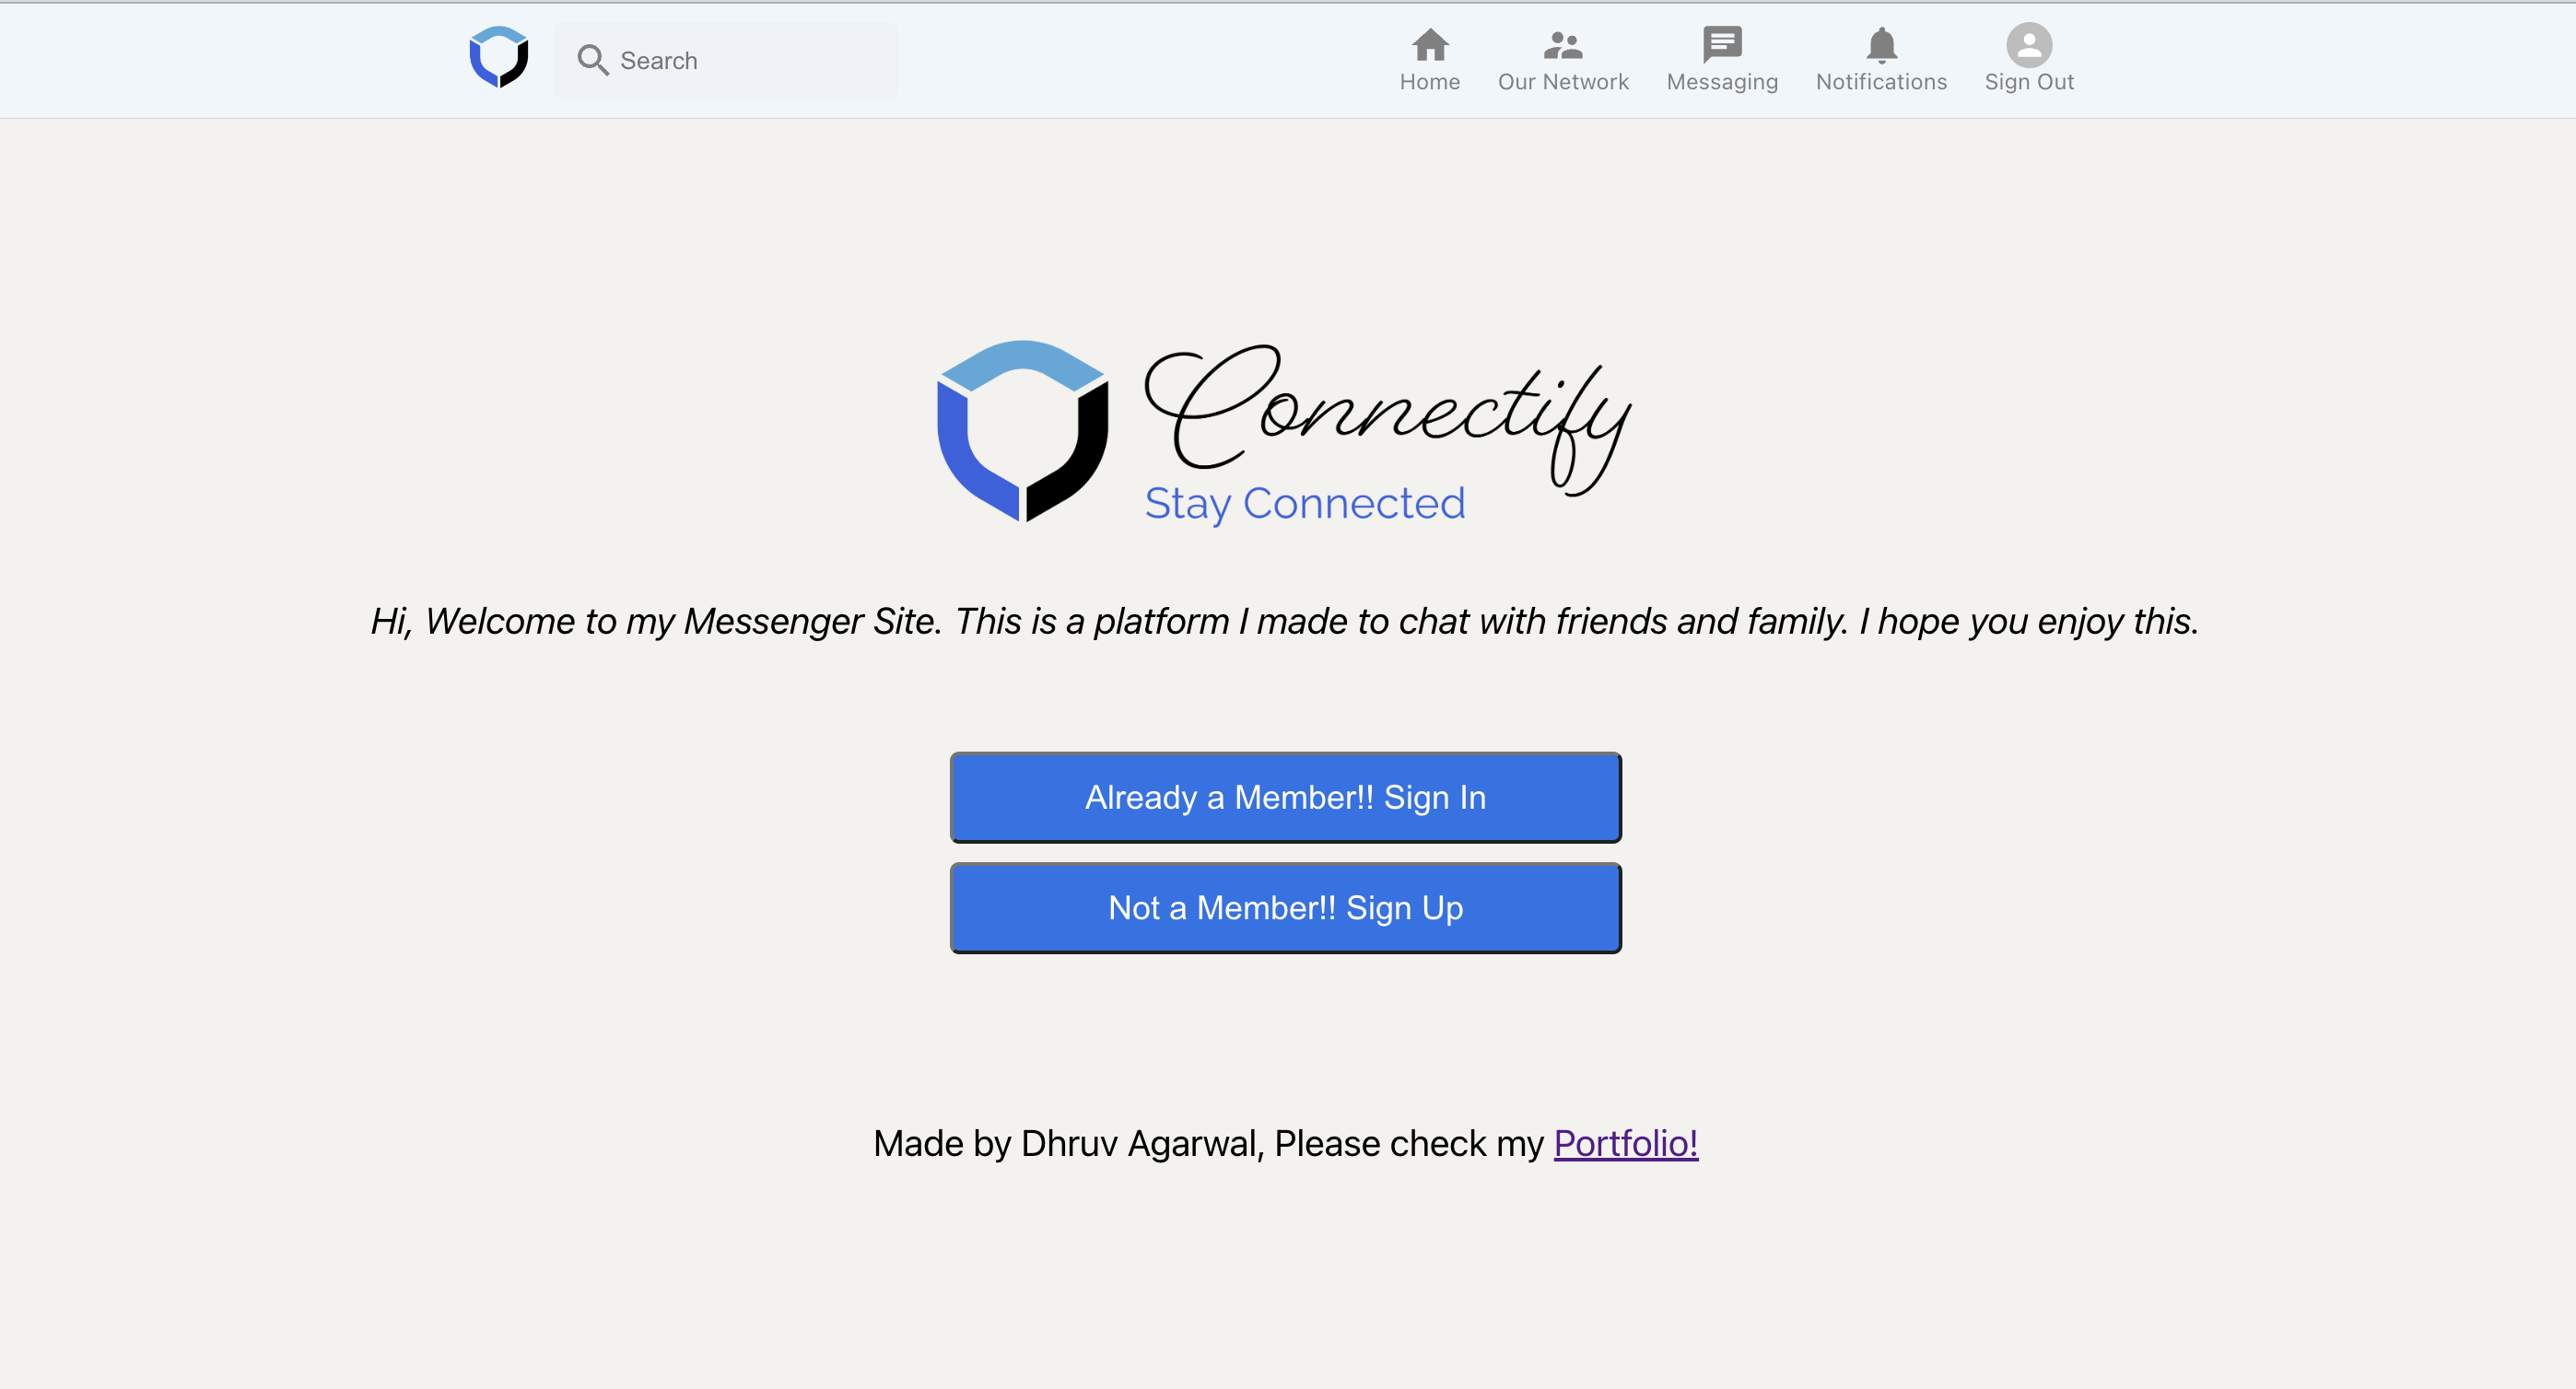 Search
Home
Our Network
Messaging
Notifications
Sign Out
Connectify
Stay Connected
Hi, Welcome to my Messenger Site. This is a platform I made to chat with friends and family. I hope you enjoy this.
Already a Member!! Sign In
Not a Member!! Sign Up
Made by Dhruv Agarwal, Please check my Portfolio!